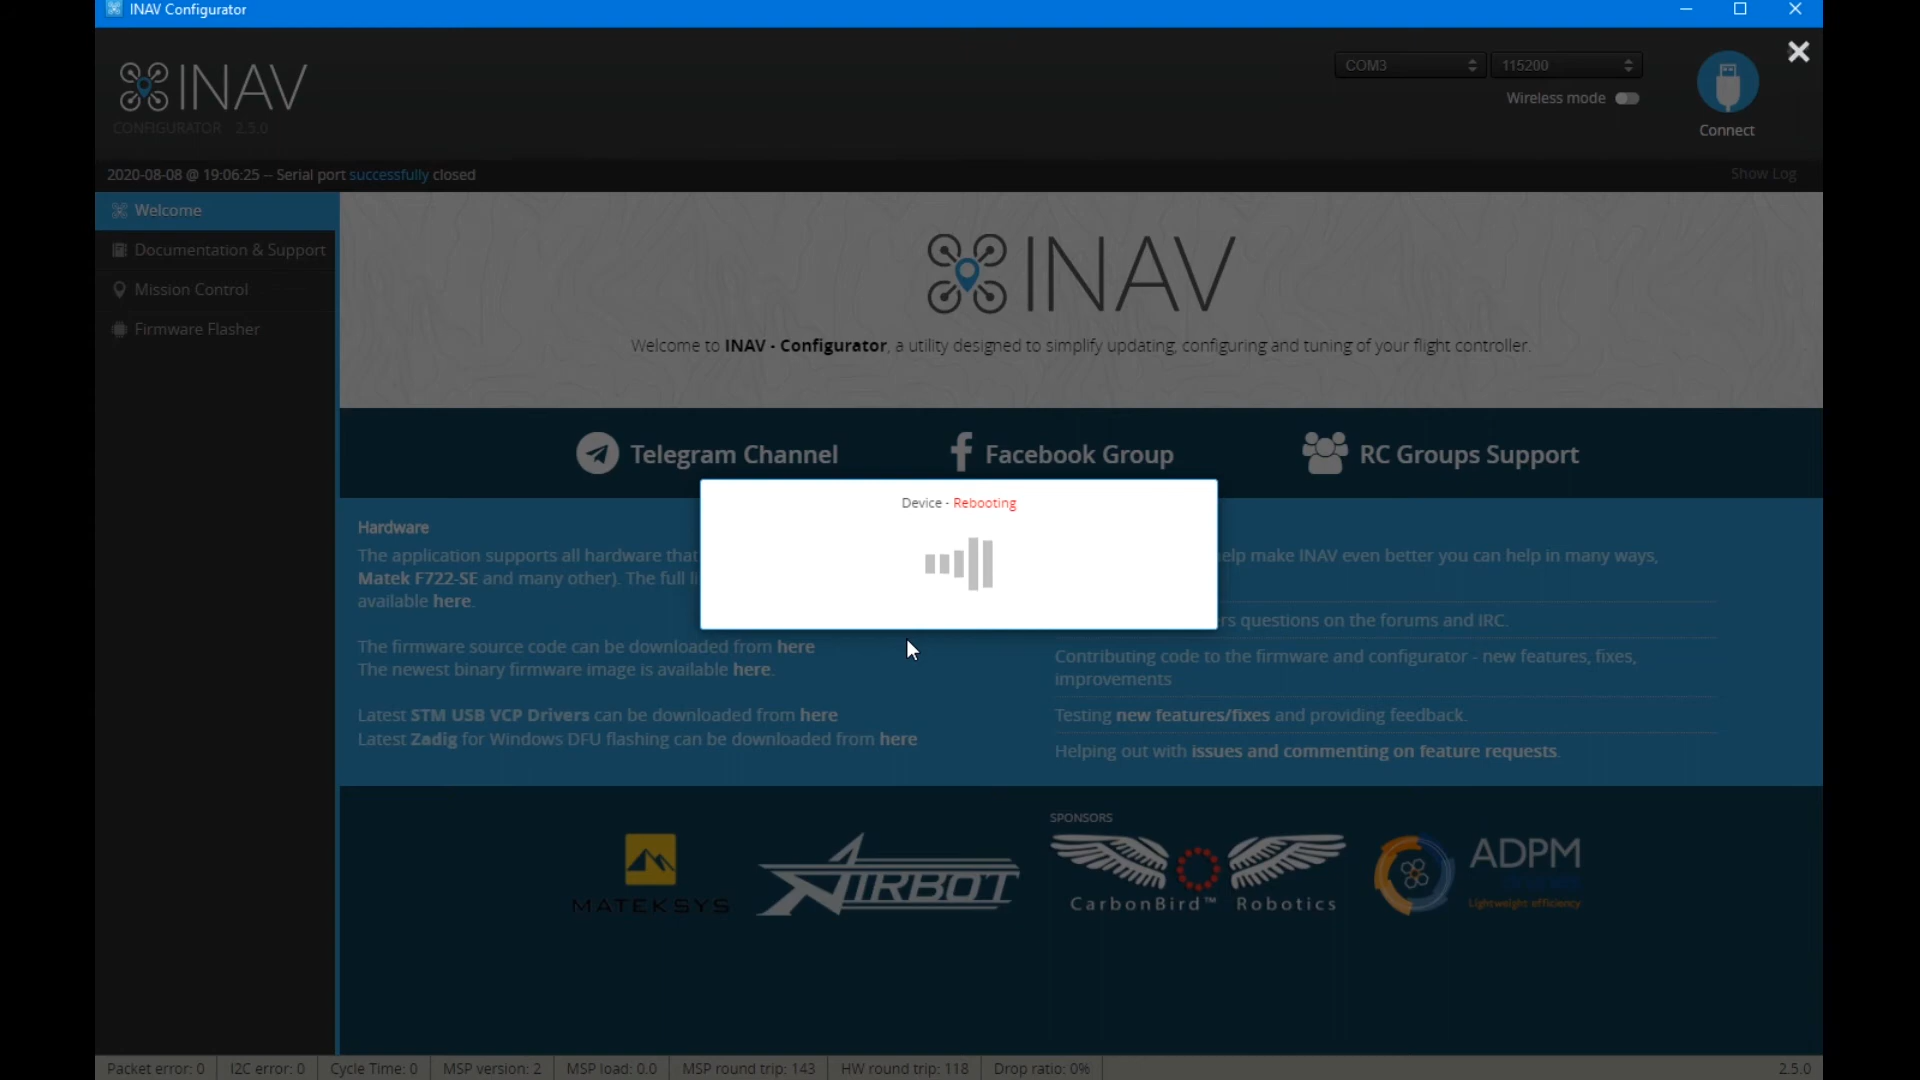 INAV Configurator
INAV
CONFIGURATOR 2.5.0
COM3
115200
Wireless mode
Connect
2020-08-08 @ 19:06:25 -- Serial port successfully closed
Show Log
Welcome
Documentation & Support
Mission Control
Firmware Flasher
INAV
Welcome to INAV - Configurator, a utility designed to simplify updating, configuring and tuning of your flight controller.
Telegram Channel
Facebook Group
RC Groups Support
Device - Rebooting
Hardware
The application supports all hardware that
Matek F722-SE and many other). The full
available here.
The firmware source code can be downloaded from here
The newest binary firmware image is available here.
Latest STM USB VCP Drivers can be downloaded from here
Latest Zadig for Windows DFU flashing can be downloaded from here
help make INAV even better you can help in many ways,
questions on the forums and IRC.
Contributing code to the firmware and configurator - new features, fixes,
improvements
Testing new features/fixes and providing feedback.
Helping out with issues and commenting on feature requests.
SPONSORS
MATEKSYS
AIRBOT
CarbonBird™ Robotics
ADPM
Lightweight efficiency
Packet error: 0
I2C error: 0
Cycle Time: 0
MSP version: 2
MSP load: 0.0
MSP round trip: 143
HW round trip: 118
Drop ratio: 0%
2.5.0